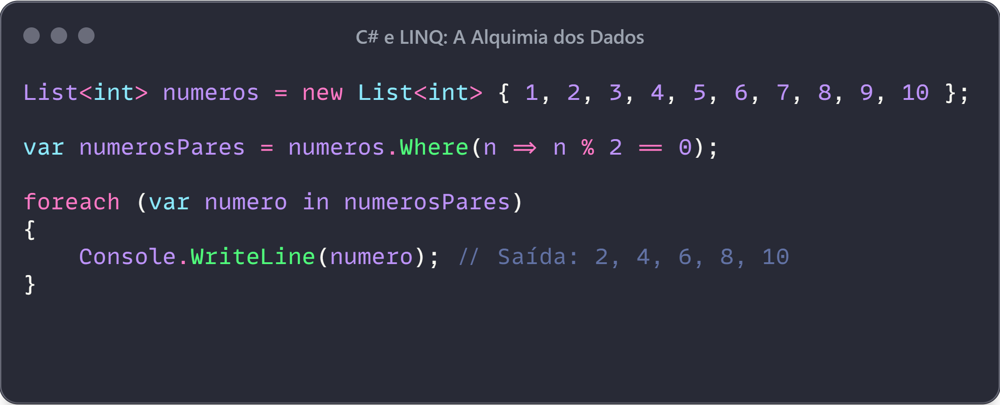 C# e LINQ: A Alquimia dos Dados
List<int> numeros = new List<int> { 1, 2, 3, 4, 5, 6, 7, 8, 9, 10 };
var numerosPares = numeros.Where(n => n % 2 == 0);
foreach (var numero in numerosPares)
{
    Console.WriteLine(numero); // Saída: 2, 4, 6, 8, 10
}